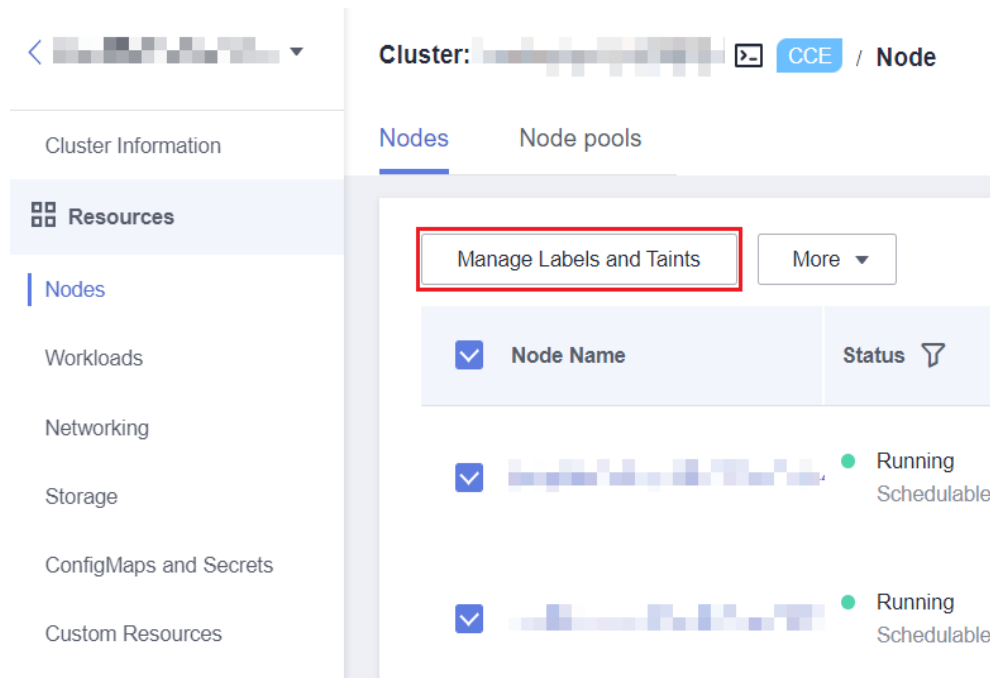 Cluster:
CCE / Node
Cluster Information
Nodes
Node pools
Resources
Manage Labels and Taints
More
Nodes
Node Name
Status
Workloads
Networking
Running
Schedulable
Storage
ConfigMaps and Secrets
Running
Schedulable
Custom Resources